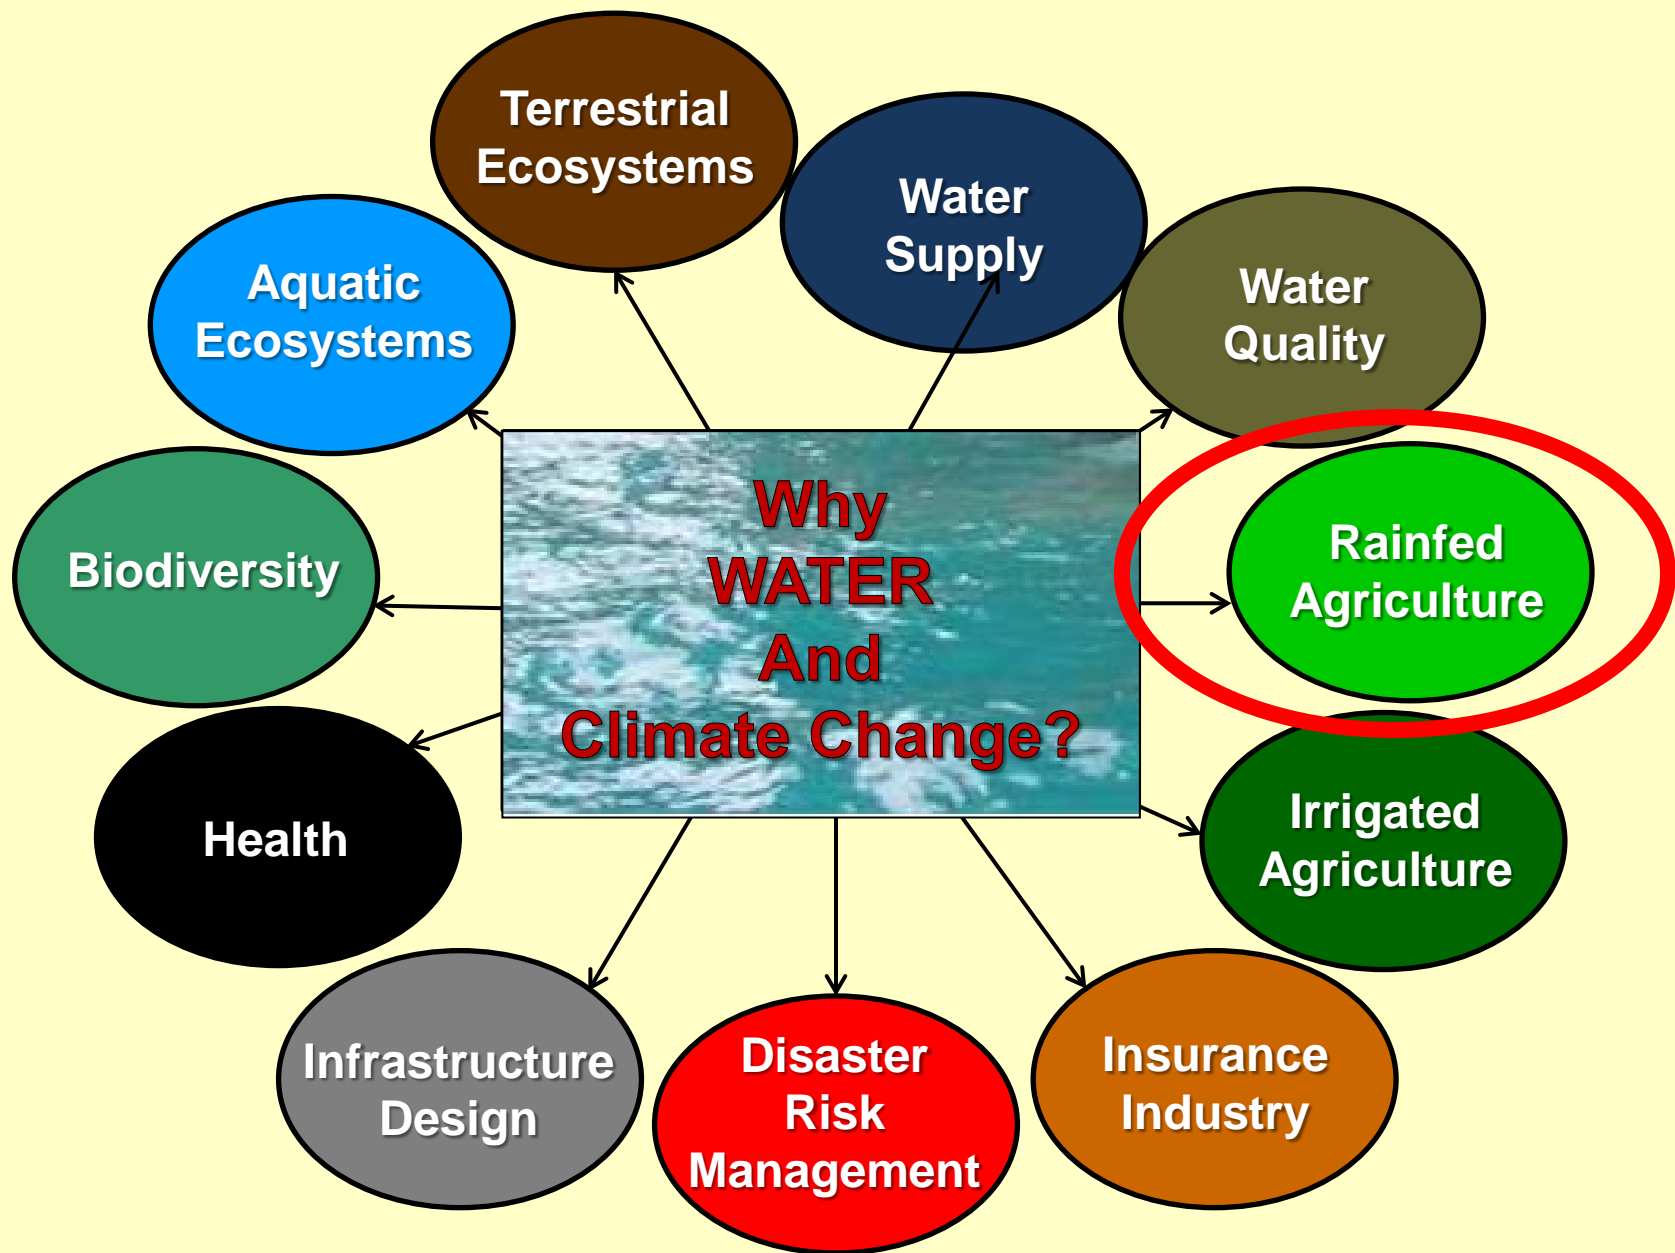 Terrestrial
Ecosystems
Water
Supply
Water
Quality
Aquatic
Ecosystems
Why
WATER
And
Climate Change?
Rainfed
Agriculture
Biodiversity
Health
Irrigated
Agriculture
Infrastructure
Design
Disaster
Risk
Management
Insurance
Industry